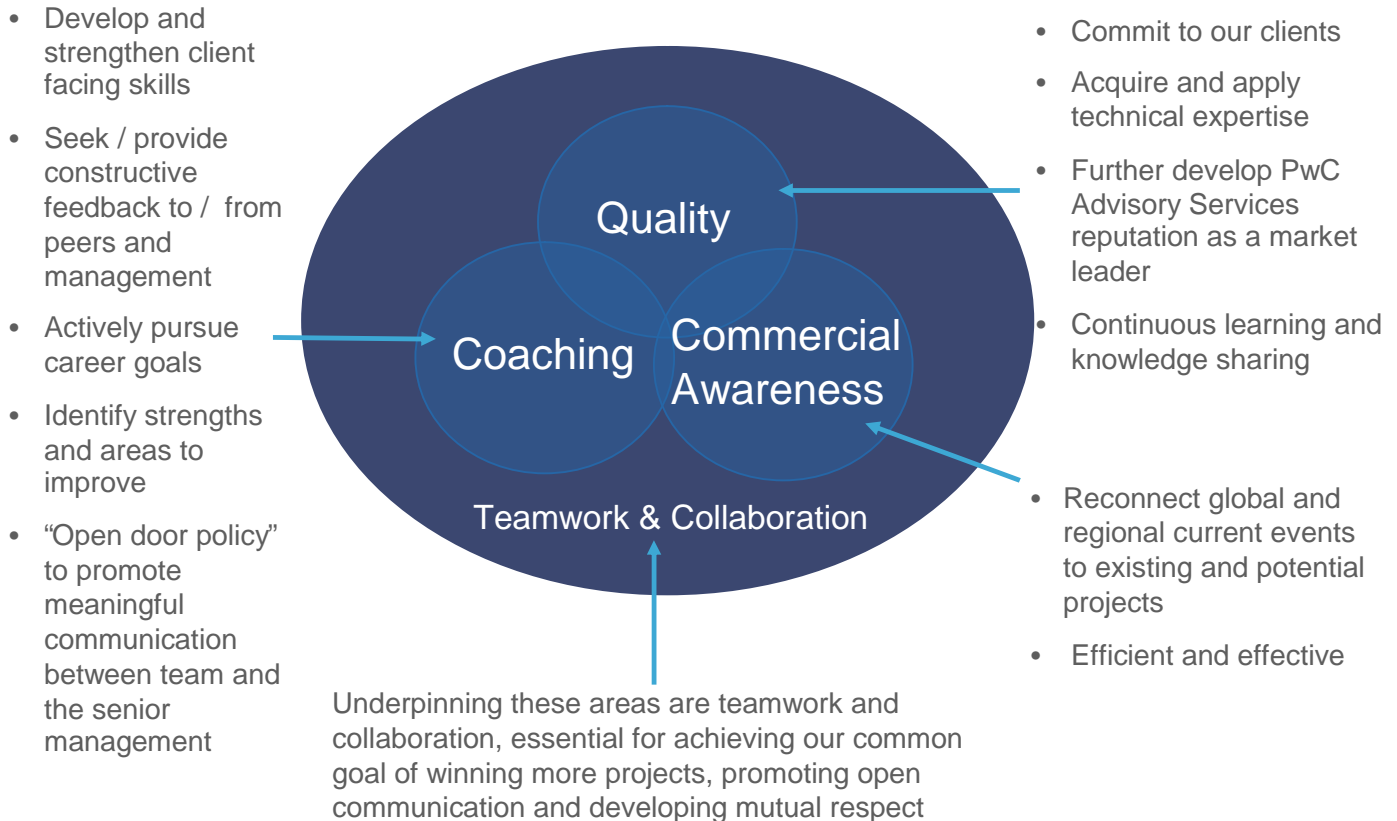 • Develop and
strengthen client
facing skills
• Seek / provide
constructive
feedback to / from
peers and
management
• Actively pursue
career goals
• Identify strengths
and areas to
improve
• “Open door policy”
to promote
meaningful
communication
between team and
the senior
management
Quality
Coaching
Commercial
Awareness
Teamwork & Collaboration
• Commit to our clients
• Acquire and apply
technical expertise
• Further develop PwC
Advisory Services
reputation as a market
leader
• Continuous learning and
knowledge sharing
• Reconnect global and
regional current events
to existing and potential
projects
• Efficient and effective
Underpinning these areas are teamwork and
collaboration, essential for achieving our common
goal of winning more projects, promoting open
communication and developing mutual respect